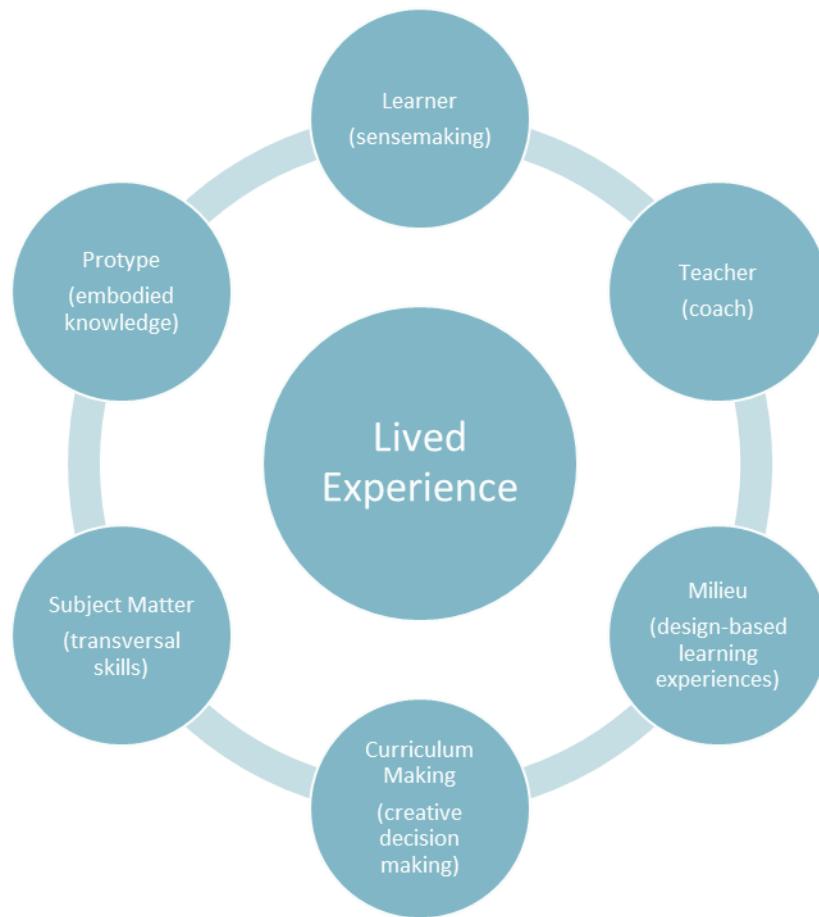 Learner
(sensemaking)
Teacher
(coach)
Milieu
(design-based
learning
experiences)
Curriculum
Making
(creative
decision
making)
Subject Matter
(transversal
skills)
Protype
(embodied
knowledge)
Lived
Experience